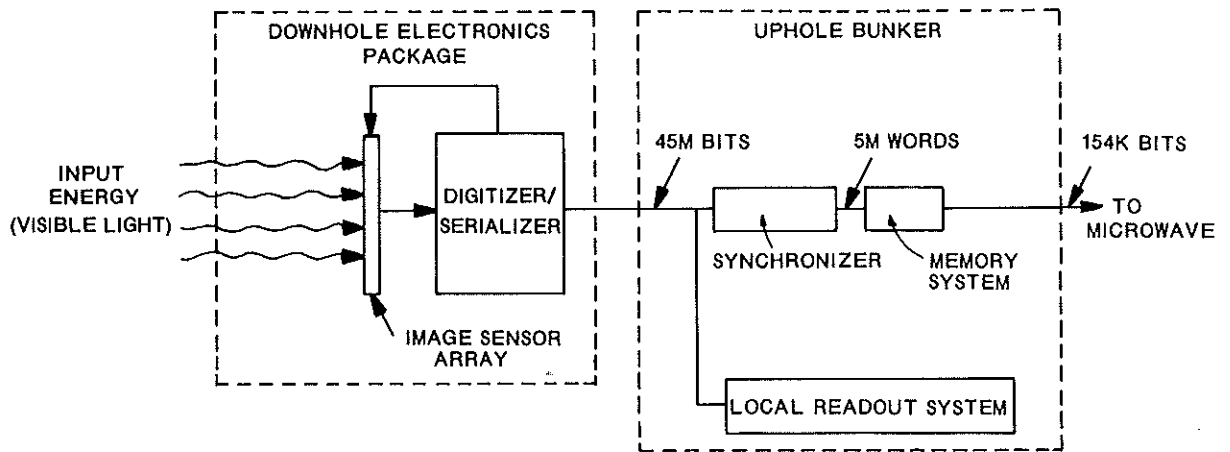 DOWNHOLE ELECTRONICS
PACKAGE
UPHOLE BUNKER
INPUT
ENERGY
(VISIBLE LIGHT)
DIGITIZER/
SERIALIZER
IMAGE SENSOR
ARRAY
45M BITS
5M WORDS
154K BITS
SYNCHRONIZER
MEMORY
SYSTEM
TO
MICROWAVE
LOCAL READOUT SYSTEM